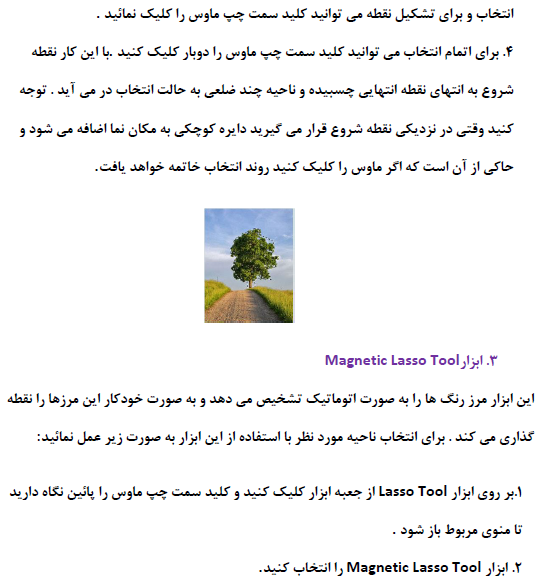 انتخاب و برای تشکیل نقطه می توانید کلید سمت چپ ماوس را کلیک نمائید .
۴. برای اتمام انتخاب می توانید کلید سمت چپ ماوس را دوبار کلیک کنید .با این کار نقطه
شروع به انتهای نقطه انتهایی چسبیده و ناحیه چند ضلعی به حالت انتخاب در می آید . توجه
کنید وقتی در نزدیکی نقطه شروع قرار می گیرید دایره کوچکی به مکان نما اضافه می شود و
حاکی از آن است که اگر ماوس را کلیک کنید روند انتخاب خاتمه خواهد یافت.
۳. ابزارMagnetic Lasso Tool
این ابزار مرز رنگ ها را به صورت اتوماتیک تشخیص می دهد و به صورت خودکار این مرزها را نقطه
گذاری می کند . برای انتخاب ناحیه مورد نظر با استفاده از این ابزار به صورت زیر عمل نمائید:
۱.بر روی ابزار Lasso Tool از جعبه ابزار کلیک کنید و کلید سمت چپ ماوس را پائین نگاه دارید
تا منوی مربوط باز شود .
۲. ابزار Magnetic Lasso Tool را انتخاب کنید.